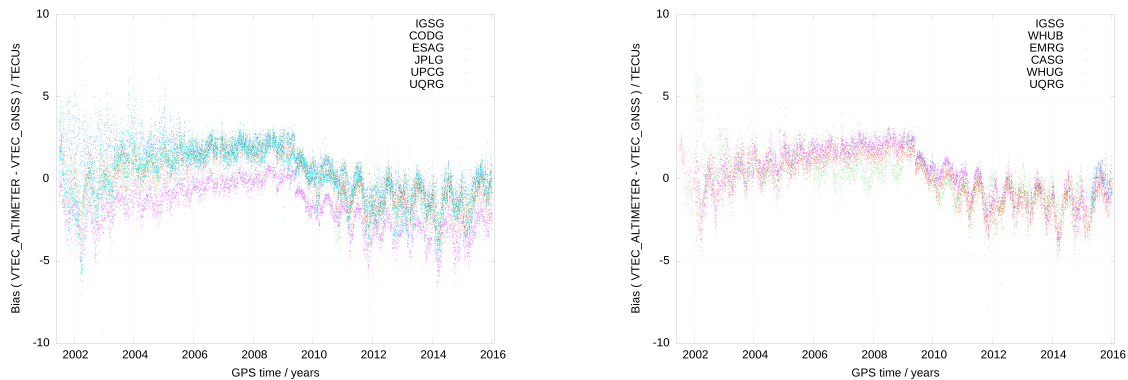 10
5
0
-5
-10
Bias ( VTEC_ALTIMETER - VTEC_GNSS ) / TECUs
IGSG
CODG
ESAG
JPLG
UPCG
UQRG
2002 2004 2006 2008 2010 2012 2014 2016
GPS time / years
10
5
0
-5
-10
Bias ( VTEC_ALTIMETER - VTEC_GNSS ) / TECUs
IGSG
WHUB
EMRG
CASG
WHUG
UQRG
2002 2004 2006 2008 2010 2012 2014 2016
GPS time / years